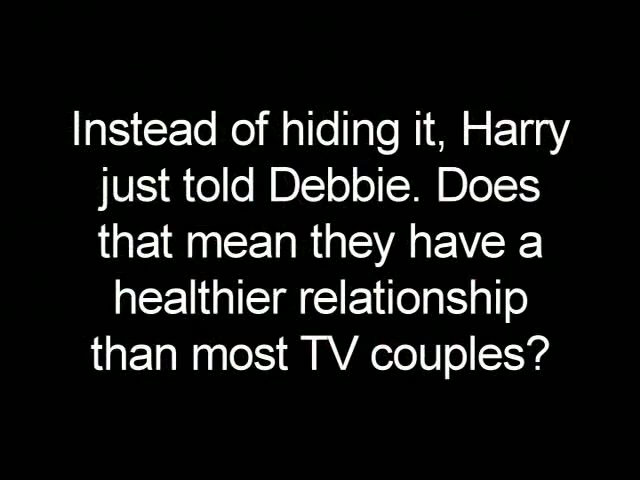 Instead of hiding it, Harry
just told Debbie. Does
that mean they have a
healthier relationship
than most TV couples?